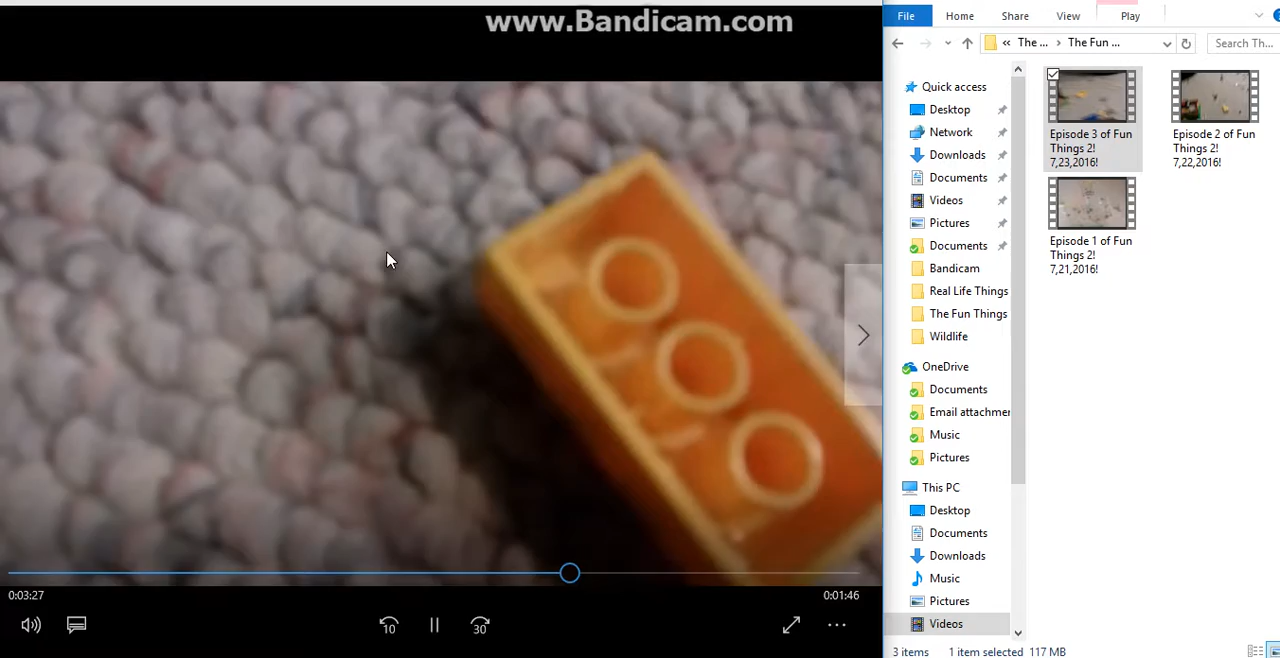 www.Bandicam.com
File
Home
Share
View
Play
« The ... > The Fun ...
Search Th...
Quick access
Desktop
Network
Downloads
Documents
Videos
Pictures
Documents
Bandicam
Real Life Things
The Fun Things
Wildlife
OneDrive
Documents
Email attachmer
Music
Pictures
This PC
Desktop
Documents
Downloads
Music
Pictures
Videos
Episode 3 of Fun
Things 2!
7,23,2016!
Episode 2 of Fun
Things 2!
7,22,2016!
Episode 1 of Fun
Things 2!
7,21,2016!
0:03:27
0:01:46
10
30
3 items
1 item selected 117 MB